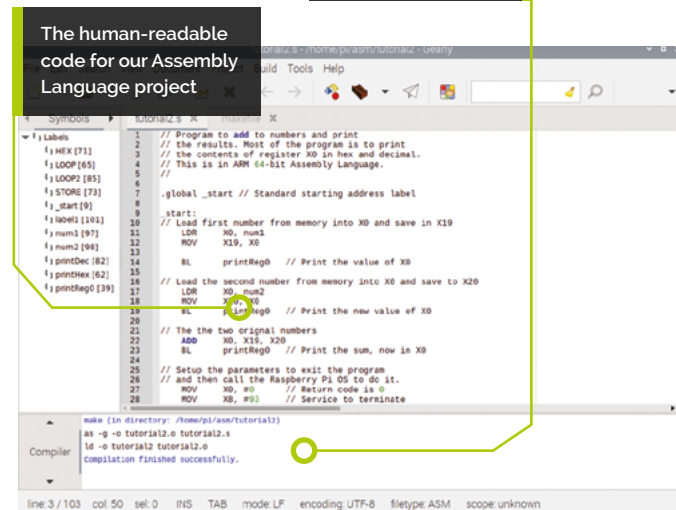 The human-readable
code for our Assembly
Language project
tutorial2.s - /home/pi/asm/tutorial2 - Geany
Build Tools Help
Symbols
tutorial2.s
makefile
Labels
HEX [71]
LOOP [65]
LOOP2 [85]
STORE [73]
_start [9]
label1 [101]
num1 [97]
num2 [98]
printDec [82]
printHex [62]
printReg0 [39]
1 // Program to add to numbers and print
2 // the results. Most of the program is to print
3 // the contents of register X0 in hex and decimal.
4 // This is in ARM 64-bit Assembly Language.
5 //
6
7 .global _start // Standard starting address label
8
9 _start:
10 // Load first number from memory into X0 and save in X19
11 LDR X0, num1
12 MOV X19, X0
13
14 BL printReg0 // Print the value of X0
15
16 // Load the second number from memory into X0 and save to X20
17 LDR X0, num2
18 MOV X20, X0
19 BL printReg0 // Print the new value of X0
20
21 // The the two orignal numbers
22 ADD X0, X19, X20
23 BL printReg0 // Print the sum, now in X0
24
25 // Setup the parameters to exit the program
26 // and then call the Raspberry Pi OS to do it.
27 MOV X0, #0 // Return code is 0
28 MOV X8, #93 // Service to terminate
Compiler
make (in directory: /home/pi/asm/tutorial2)
as -g -o tutorial2.o tutorial2.s
ld -o tutorial2 tutorial2.o
Compilation finished successfully.
line: 3 / 103 col: 50 sel: 0 INS TAB mode: LF encoding: UTF-8 filetype: ASM scope: unknown